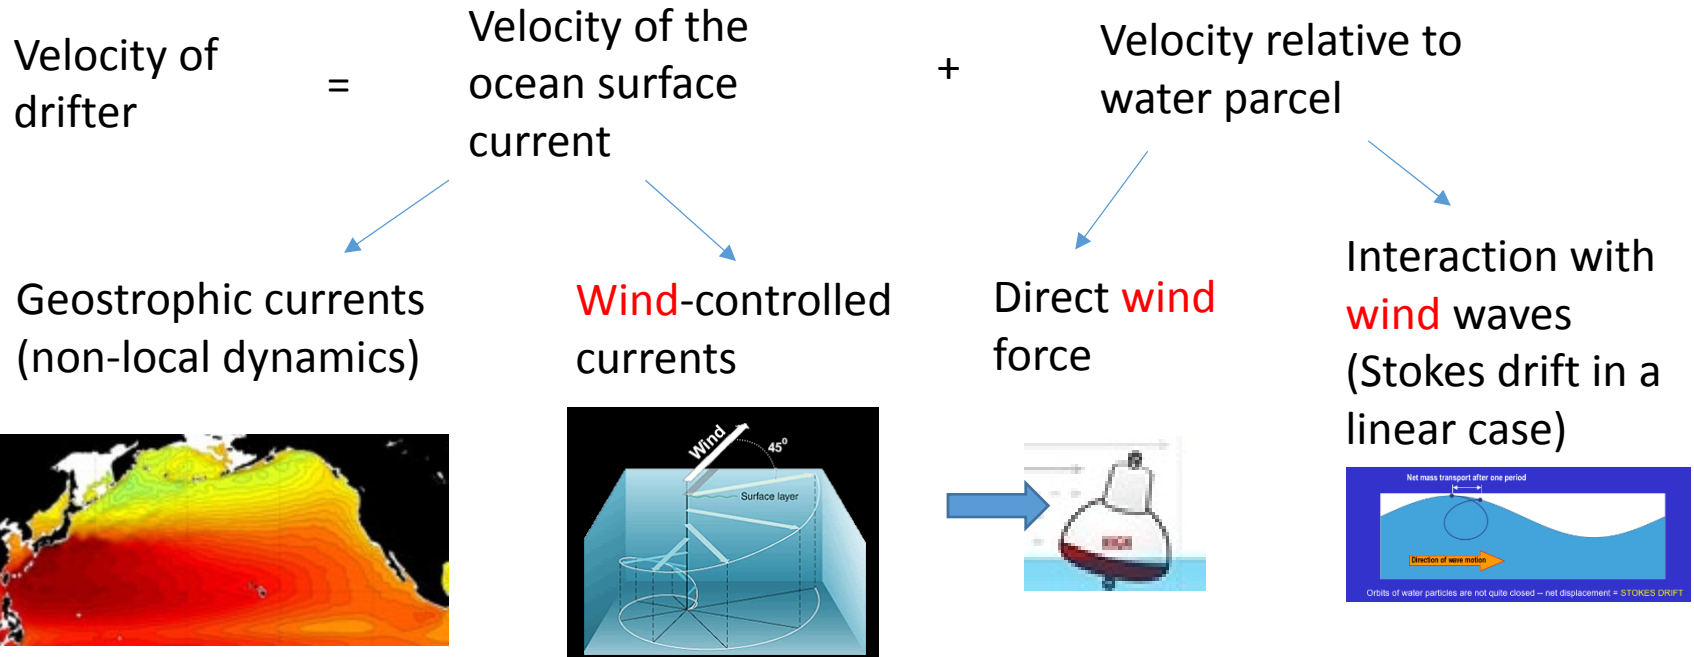 Velocity of
drifter
=
Velocity of the
ocean surface
current
+
Velocity relative to
water parcel
Geostrophic currents
(non-local dynamics)
Wind-controlled
currents
Direct wind
force
Interaction with
wind waves
(Stokes drift in a
linear case)
Wind
45⁰
Surface layer
Net mass transport after one period
Direction of wave motion
Orbits of water particles are not quite closed – net displacement = STOKES DRIFT